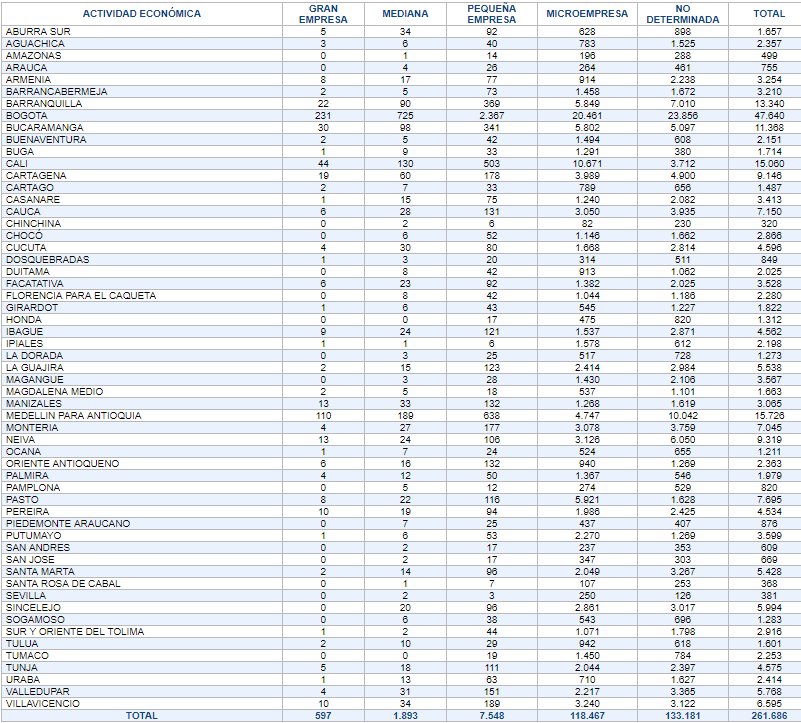 ACTIVIDAD ECONÓMICA GRAN EMPRESA MEDIANA PEQUEÑA EMPRESA MICROEMPRESA NO DETERMINADA TOTAL
ABURRA SUR 5 34 92 628 898 1.657
AGUACHICA 3 6 40 783 1.525 2.357
AMAZONAS 0 1 14 196 288 499
ARAUCA 0 4 26 264 461 755
ARMENIA 8 17 77 914 2.238 3.254
BARRANCABERMEJA 2 5 73 1.458 1.672 3.210
BARRANQUILLA 22 90 369 5.849 7.010 13.340
BOGOTA 231 725 2.367 20.461 23.856 47.640
BUCARAMANGA 30 98 341 5.802 5.097 11.368
BUENAVENTURA 2 5 42 1.494 608 2.151
BUGA 1 9 33 1.291 380 1.714
CALI 44 130 503 10.671 3.712 15.060
CARTAGENA 19 60 178 3.989 4.900 9.146
CARTAGO 2 7 33 789 656 1.487
CASANARE 1 15 75 1.240 2.082 3.413
CAUCA 6 28 131 3.050 3.935 7.150
CHINCHINA 0 2 6 82 230 320
CHOCÓ 0 6 52 1.146 1.662 2.866
CUCUTA 4 30 80 1.668 2.814 4.596
DOSQUEBRADAS 1 3 20 314 511 849
DUITAMA 0 8 42 913 1.062 2.025
FACATATIVA 6 23 92 1.382 2.025 3.528
FLORENCIA PARA EL CAQUETA 0 8 42 1.044 1.186 2.280
GIRARDOT 1 6 43 545 1.227 1.822
HONDA 0 0 17 475 820 1.312
IBAGUE 9 24 121 1.537 2.871 4.562
IPIALES 1 1 6 1.578 612 2.198
LA DORADA 0 3 25 517 728 1.273
LA GUAJIRA 2 15 123 2.414 2.984 5.538
MAGANGUE 0 3 28 1.430 2.106 3.567
MAGDALENA MEDIO 2 5 18 537 1.101 1.663
MANIZALES 13 33 132 1.268 1.619 3.065
MEDELLIN PARA ANTIOQUIA 110 189 638 4.747 10.042 15.726
MONTERIA 4 27 177 3.078 3.759 7.045
NEIVA 13 24 106 3.126 6.050 9.319
OCANA 1 7 24 524 655 1.211
ORIENTE ANTIOQUENO 6 16 132 940 1.269 2.363
PALMIRA 4 12 50 1.367 546 1.979
PAMPLONA 0 5 12 274 529 820
PASTO 8 22 116 5.921 1.628 7.695
PEREIRA 10 19 94 1.986 2.425 4.534
PIEDEMONTE ARAUCANO 0 7 25 437 407 876
PUTUMAYO 1 6 53 2.270 1.269 3.599
SAN ANDRES 0 2 17 237 353 609
SAN JOSE 0 2 17 347 303 669
SANTA MARTA 2 14 96 2.049 3.267 5.428
SANTA ROSA DE CABAL 0 1 7 107 253 368
SEVILLA 0 2 3 250 126 381
SINCELEJO 0 20 96 2.861 3.017 5.994
SOGAMOSO 0 6 38 543 696 1.283
SUR Y ORIENTE DEL TOLIMA 1 2 44 1.071 1.798 2.916
TULUA 2 10 29 942 618 1.601
TUMACO 0 0 19 1.450 784 2.253
TUNJA 5 18 111 2.044 2.397 4.575
URABA 1 13 63 710 1.627 2.414
VALLEDUPAR 4 31 151 2.217 3.365 5.768
VILLAVICENCIO 10 34 189 3.240 3.122 6.595
TOTAL 597 1.893 7.548 118.467 133.181 261.686